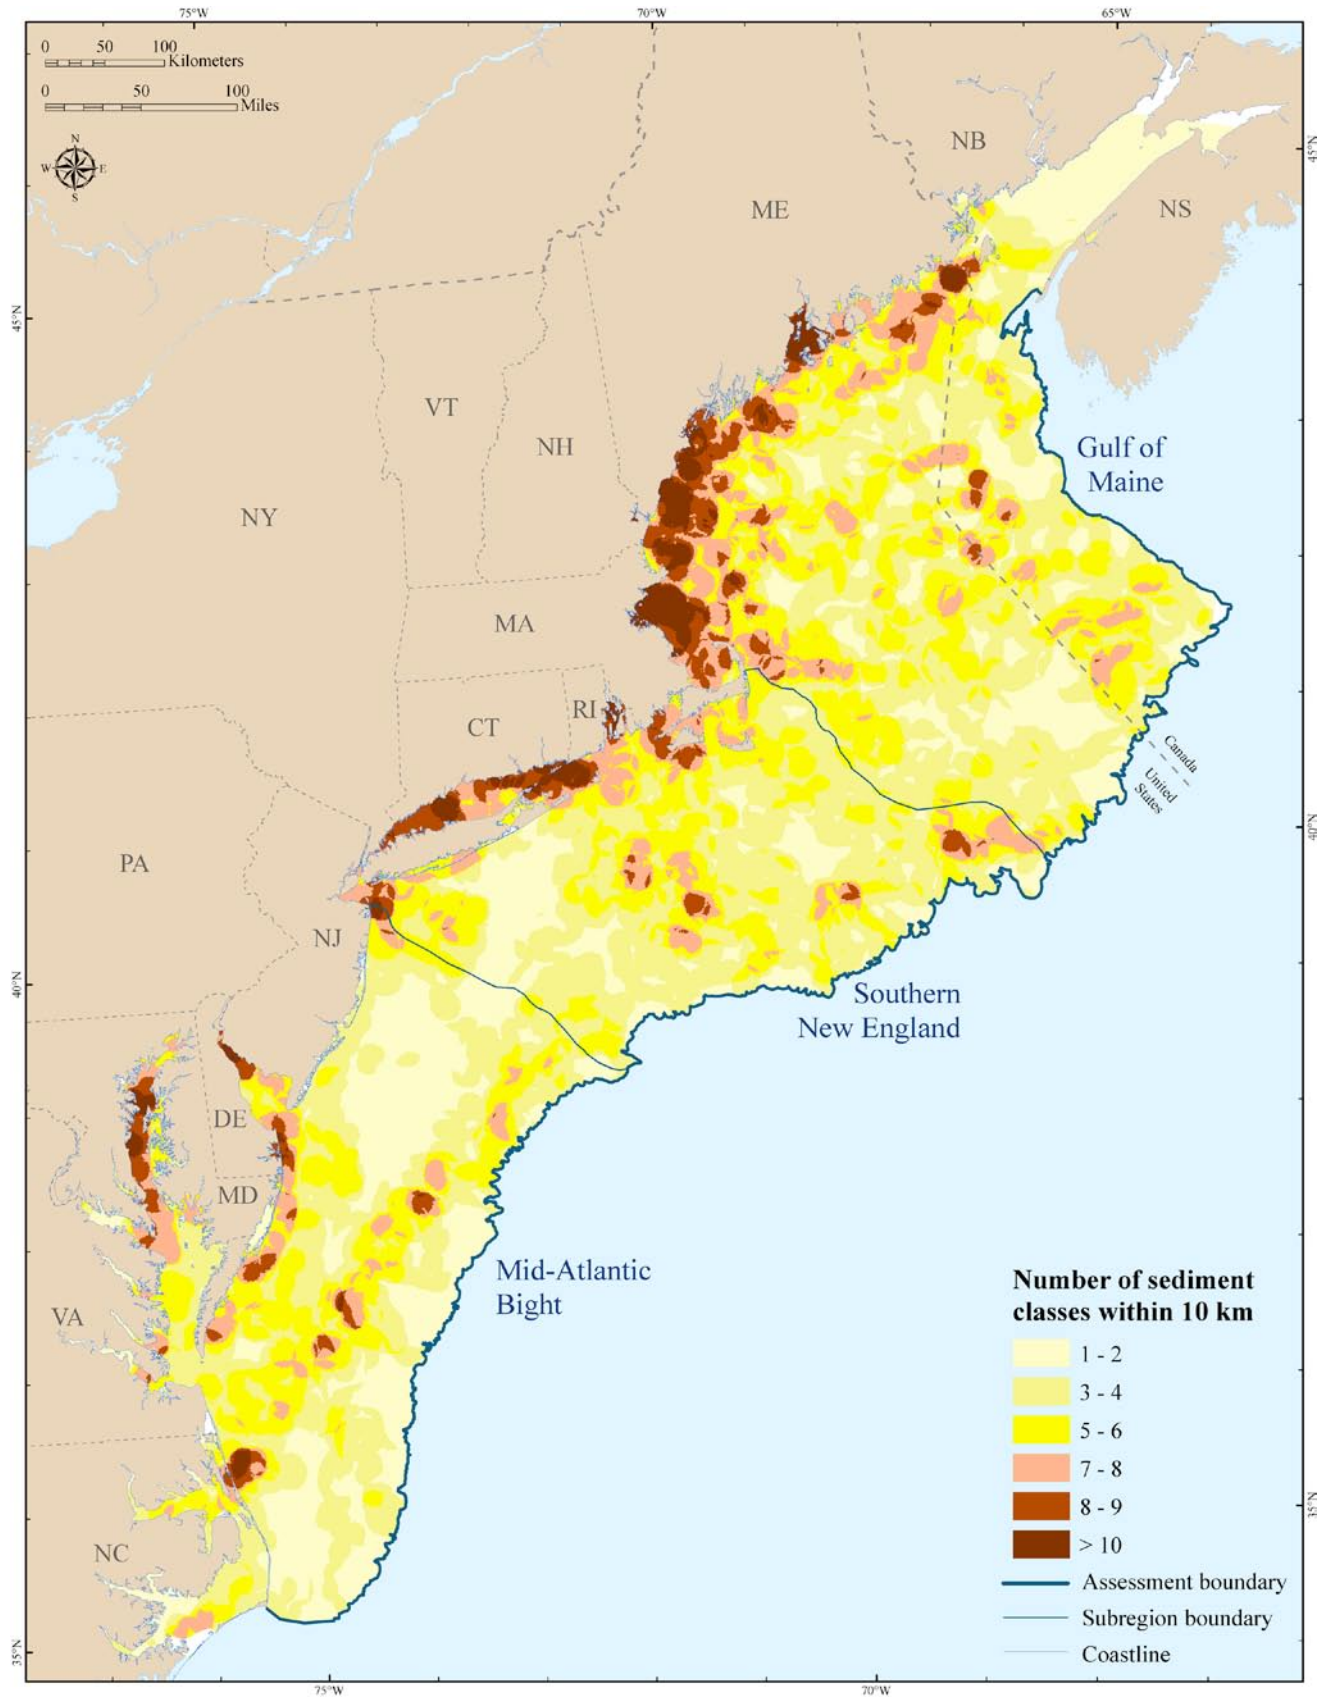 75°W
70°W
65°W
0 50 100
Kilometers
0 50 100
Miles
N
W E
S
NB
45°N
ME
NS
45°N
VT
NH
Gulf of
Maine
NY
MA
RI
CT
Canada
United
States
40°N
PA
NJ
40°N
Southern
New England
DE
MD
Mid-Atlantic
Bight
VA
Number of sediment
classes within 10 km
1 - 2
3 - 4
5 - 6
7 - 8
8 - 9
> 10
35°N
NC
Assessment boundary
Subregion boundary
Coastline
35°N
75°W
70°W